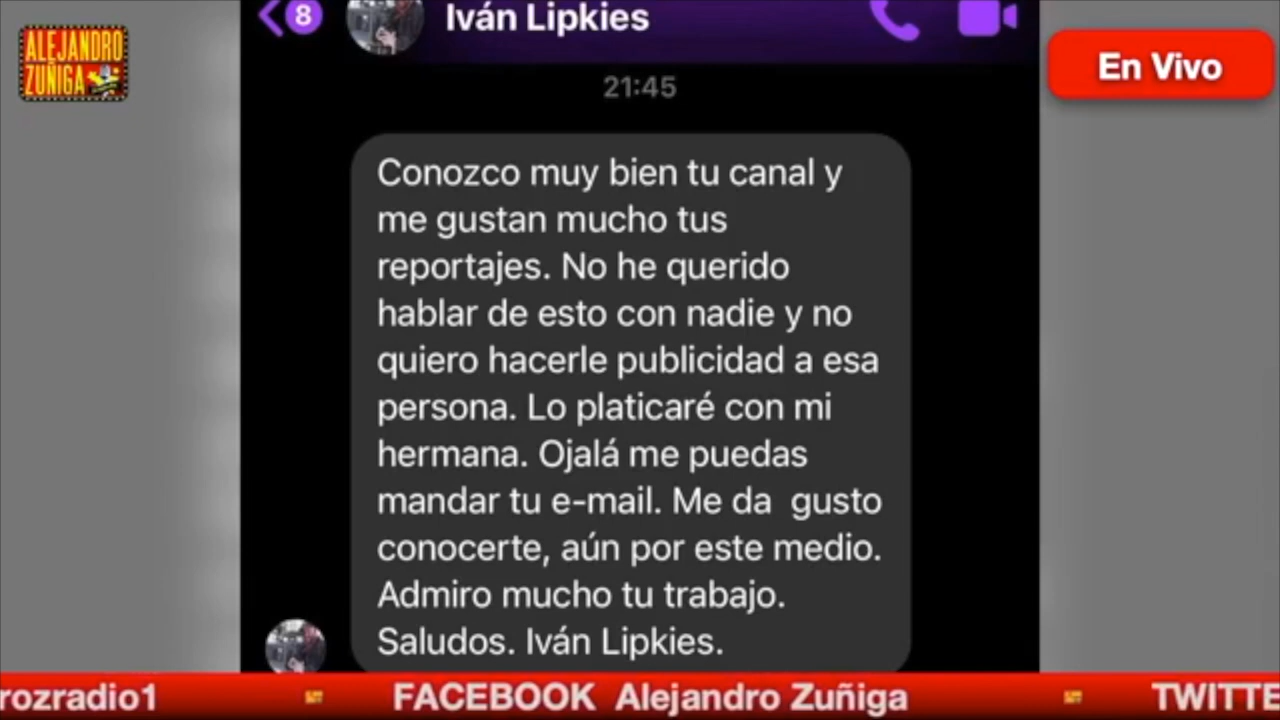 8
Iván Lipkies
ALEJANDRO
ZUÑIGA
En Vivo
21:45
Conozco muy bien tu canal y
me gustan mucho tus
reportajes. No he querido
hablar de esto con nadie y no
quiero hacerle publicidad a esa
persona. Lo platicaré con mi
hermana. Ojalá me puedas
mandar tu e-mail. Me da  gusto
conocerte, aún por este medio.
Admiro mucho tu trabajo.
Saludos. Iván Lipkies.
rozradio1 FACEBOOK Alejandro Zuñiga TWITTE